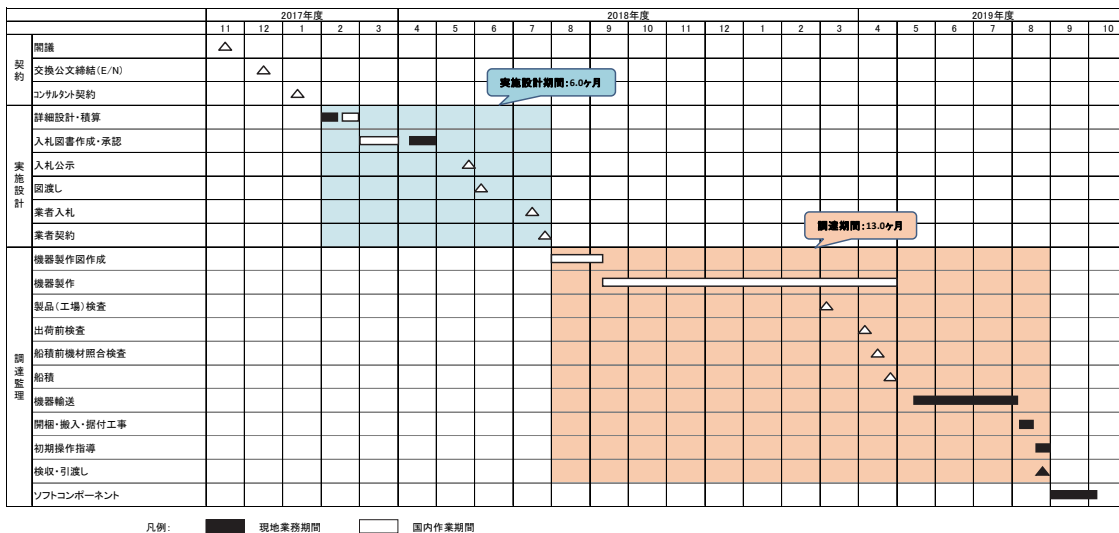 2017年度 2018年度 2019年度
11 12 1 2 3 4 5 6 7 8 9 10 11 12 1 2 3 4 5 6 7 8 9 10
契約
閣議
交換公文締結(E/N)
コンサルタント契約
実施設計期間:6.0ヶ月
実施設計
詳細設計・積算
入札図書作成・承認
入札公示
図渡し
業者入札
業者契約
調達期間:13.0ヶ月
調達監理
機器製作図作成
機器製作
製品(工場)検査
出荷前検査
船積前機材照合検査
船積
機器輸送
開梱・搬入・据付工事
初期操作指導
検収・引渡し
ソフトコンポーネント
凡例: 現地業務期間 国内作業期間